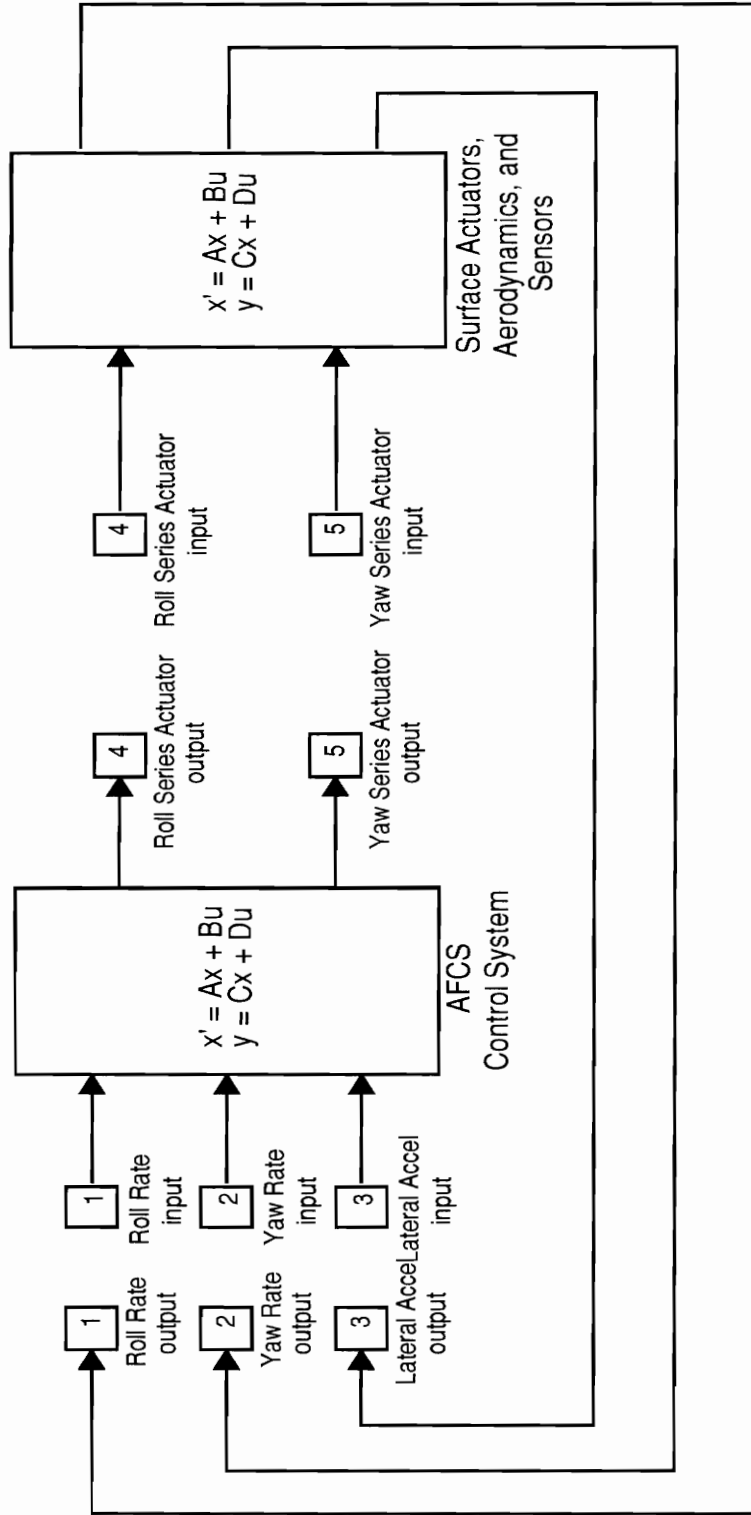 1
Roll Rate
output
2
Yaw Rate
output
3
Lateral Accel
output
1
Roll Rate
input
2
Yaw Rate
input
3
Lateral Accel
input
x' = Ax + Bu
y = Cx + Du
AFCS
Control System
4
Roll Series Actuator
output
5
Yaw Series Actuator
output
4
Roll Series Actuator
input
5
Yaw Series Actuator
input
x' = Ax + Bu
y = Cx + Du
Surface Actuators,
Aerodynamics, and
Sensors